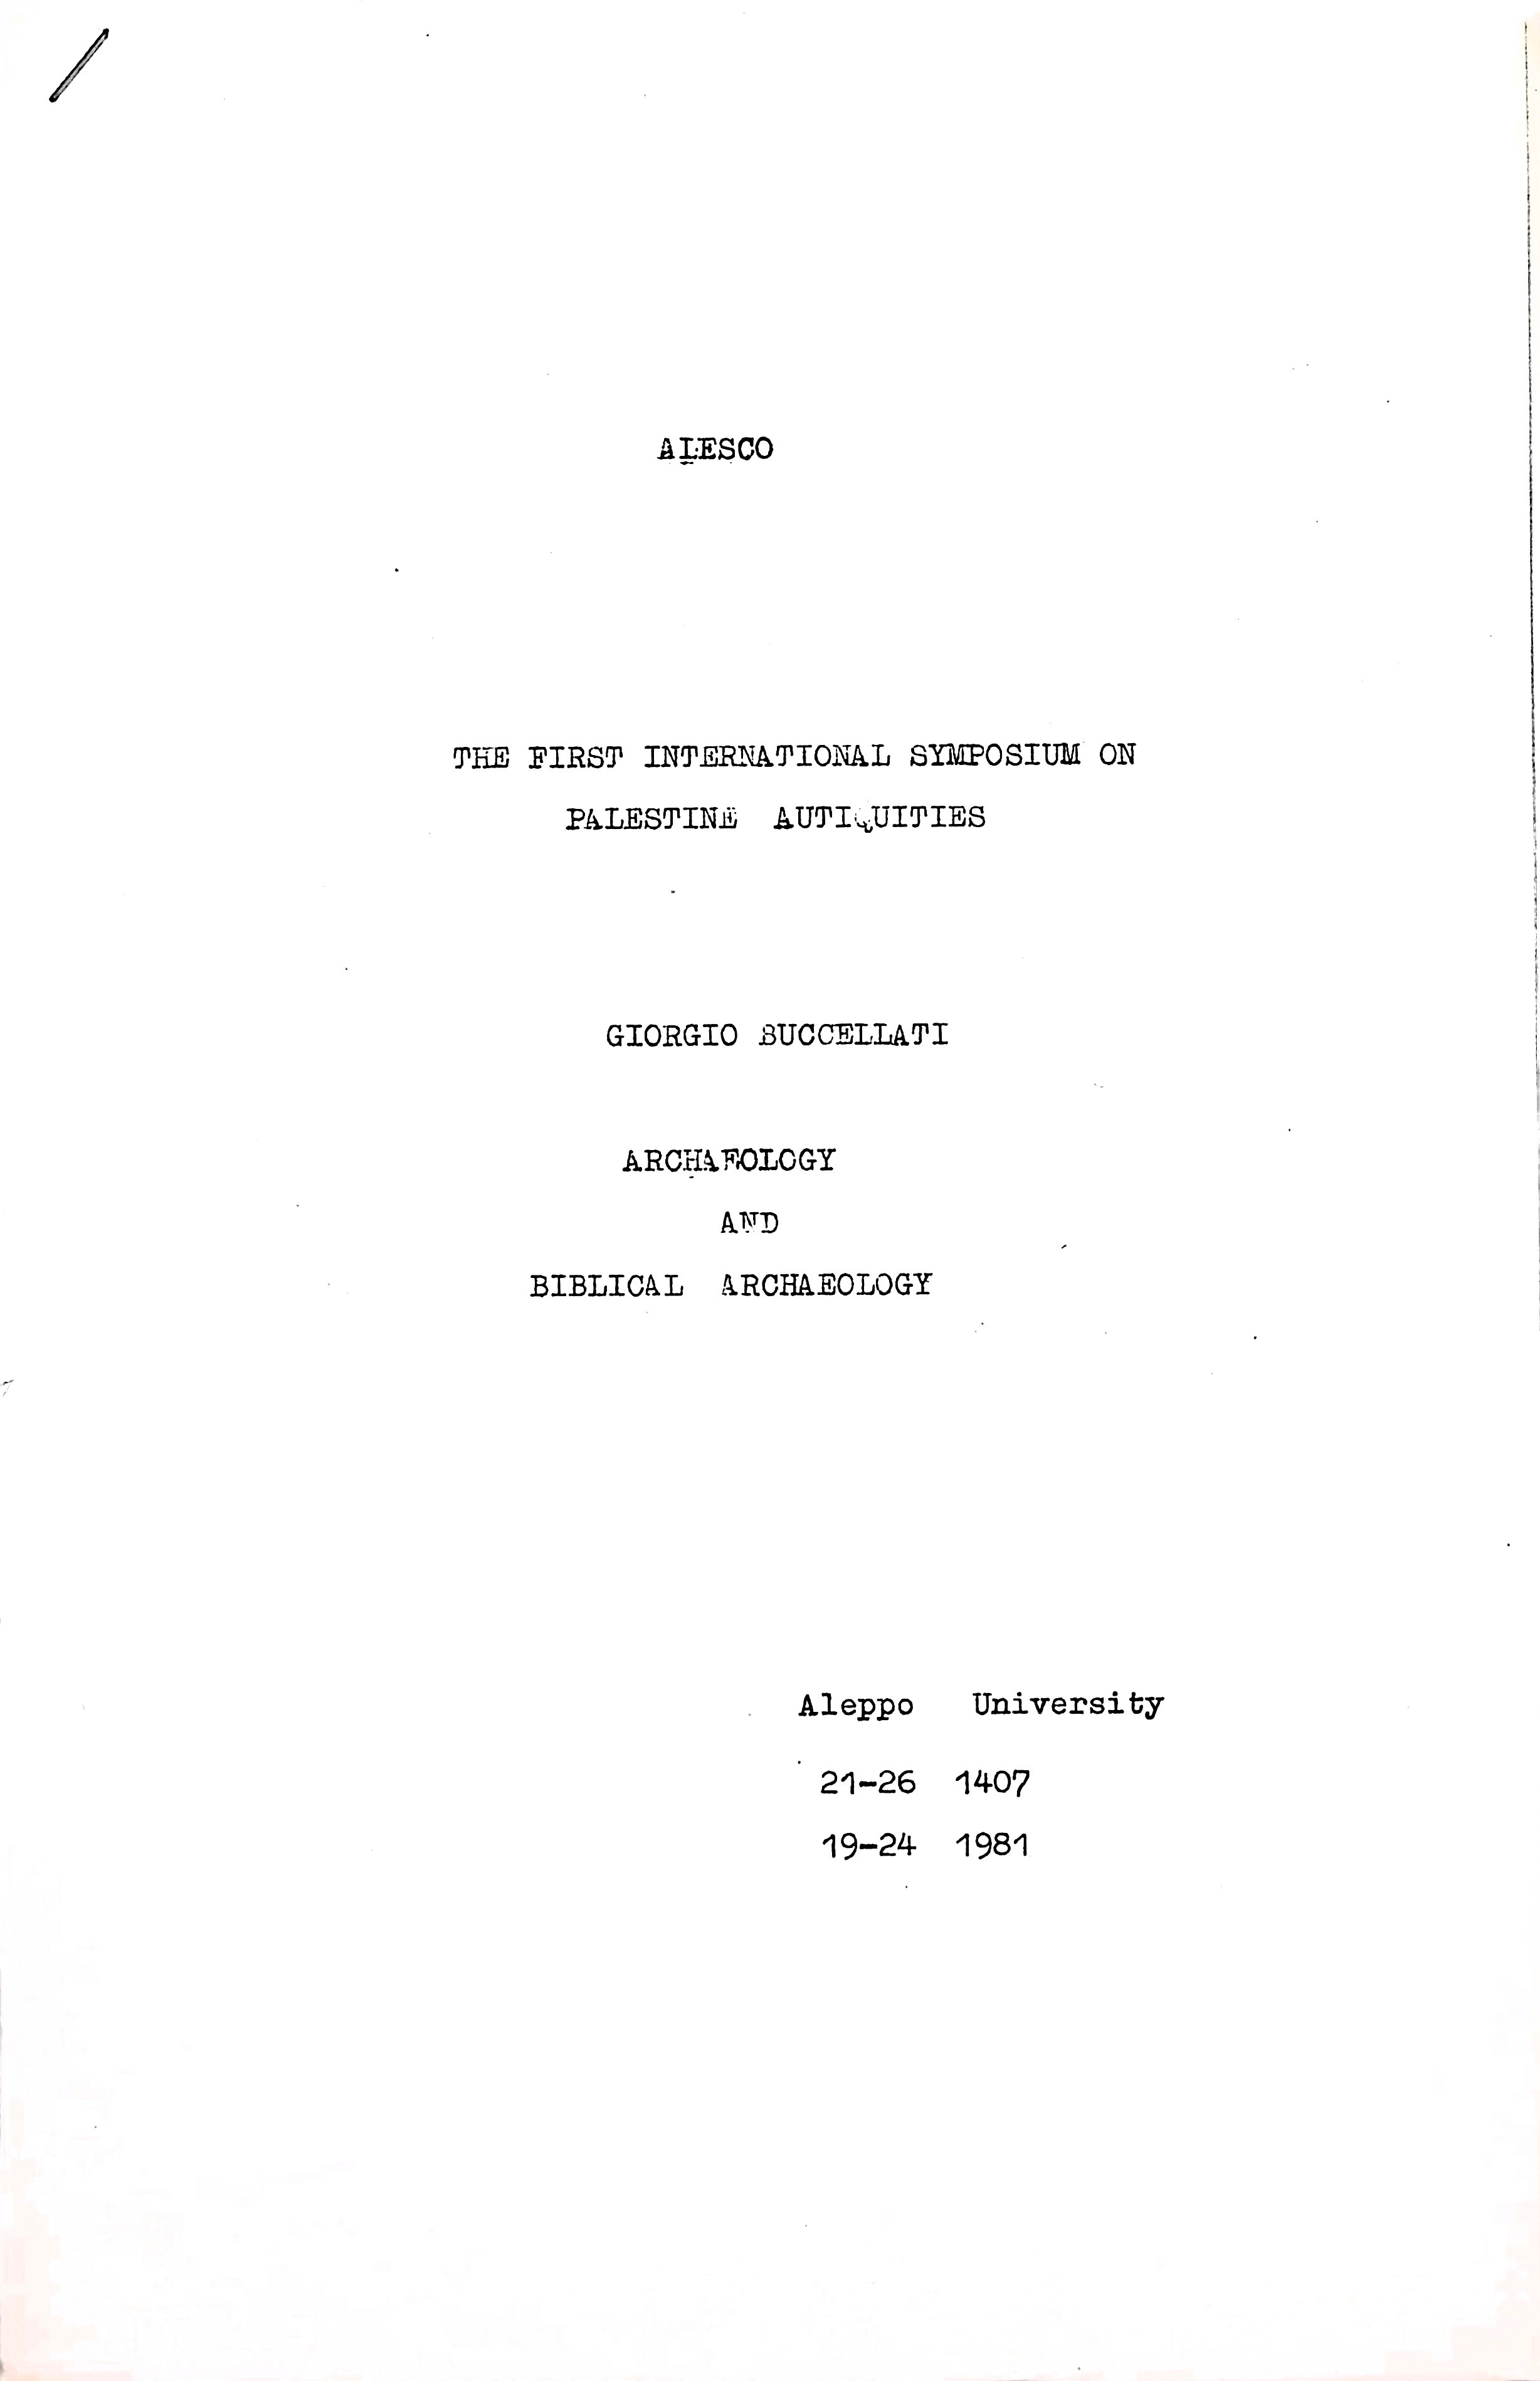 ALESCO
THE FIRST INTERNATIONAL SYMPOSIUM ON
PALESTINE AUTIQUITIES
GIORGIO BUCCELLATI
ARCHAEOLOGY
AND
BIBLICAL ARCHAEOLOGY
Aleppo University
21-26 1407
19-24 1981